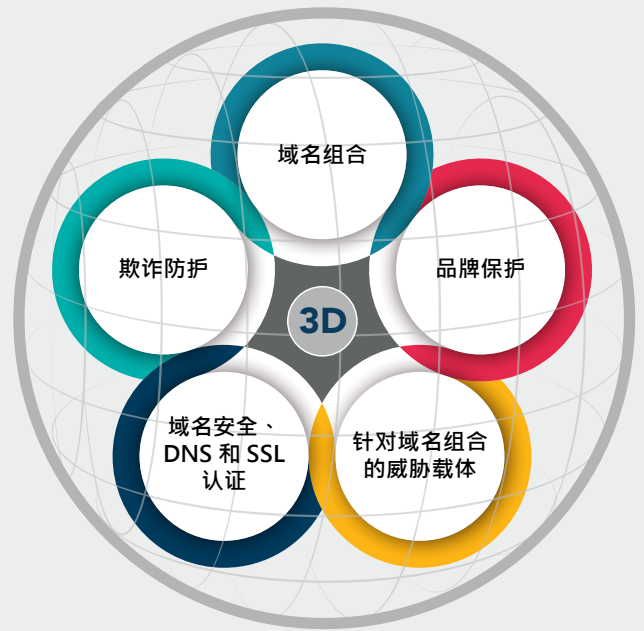 域名组合
欺诈防护
品牌保护
3D
域名安全、
DNS 和 SSL
认证
针对域名组合
的威胁载体